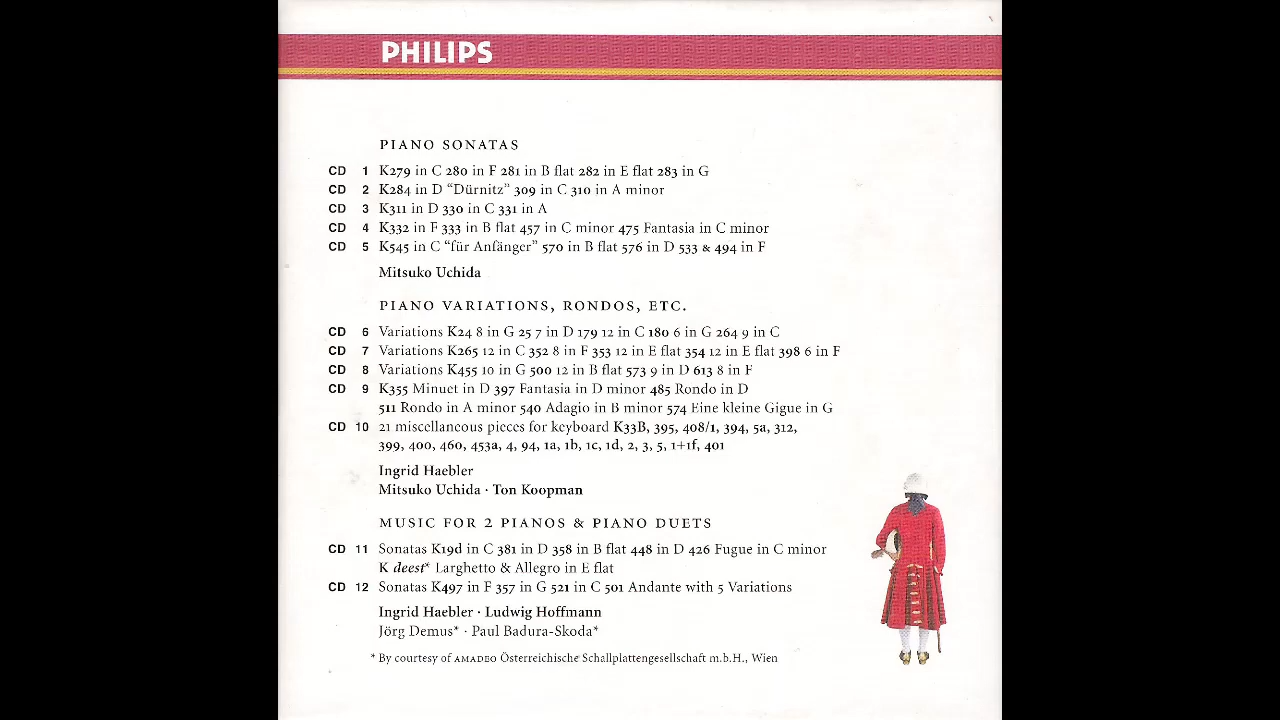 PHILIPS
PIANO SONATAS
CD 1 K279 in C 280 in F 281 in B flat 282 in E flat 283 in G
CD 2 K284 in D “Dürnitz” 309 in C 310 in A minor
CD 3 K311 in D 330 in C 331 in A
CD 4 K332 in F 333 in B flat 457 in C minor 475 Fantasia in C minor
CD 5 K545 in C “für Anfänger” 570 in B flat 576 in D 533 & 494 in F
Mitsuko Uchida
PIANO VARIATIONS, RONDOS, ETC.
CD 6 Variations K24 8 in G 25 7 in D 179 12 in C 180 6 in G 264 9 in C
CD 7 Variations K265 12 in C 352 8 in F 353 12 in E flat 354 12 in E flat 398 6 in F
CD 8 Variations K455 10 in G 500 12 in B flat 573 9 in D 613 8 in F
CD 9 K355 Minuet in D 397 Fantasia in D minor 485 Rondo in D
511 Rondo in A minor 540 Adagio in B minor 574 Eine kleine Gigue in G
CD 10 21 miscellaneous pieces for keyboard K33B, 395, 408/1, 394, 5a, 312,
399, 400, 460, 453a, 4, 94, 1a, 1b, 1c, 1d, 2, 3, 5, 1+1f, 401
Ingrid Haebler
Mitsuko Uchida · Ton Koopman
MUSIC FOR 2 PIANOS & PIANO DUETS
CD 11 Sonatas K19d in C 381 in D 358 in B flat 448 in D 426 Fugue in C minor
K deest* Larghetto & Allegro in E flat
CD 12 Sonatas K497 in F 357 in G 521 in C 501 Andante with 5 Variations
Ingrid Haebler · Ludwig Hoffmann
Jörg Demus* · Paul Badura-Skoda*
* By courtesy of AMADEO Österreichische Schallplattengesellschaft m.b.H., Wien